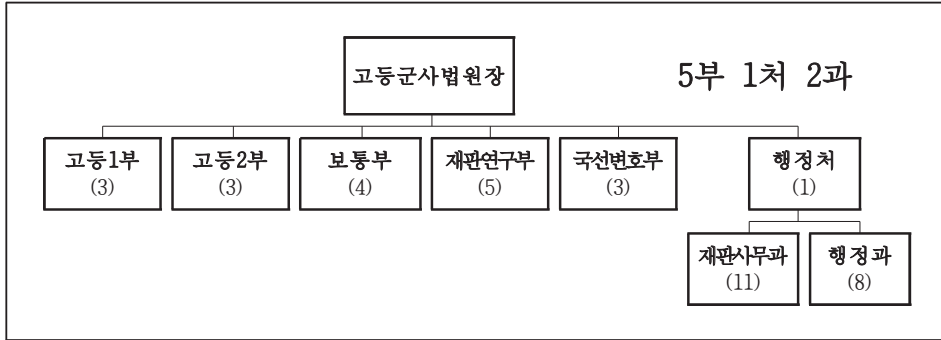 고등군사법원장
5부 1처 2과
고등1부
(3)
고등2부
(3)
보통부
(4)
재판연구부
(5)
국선변호부
(3)
행정처
(1)
재판사무과
(11)
행정과
(8)